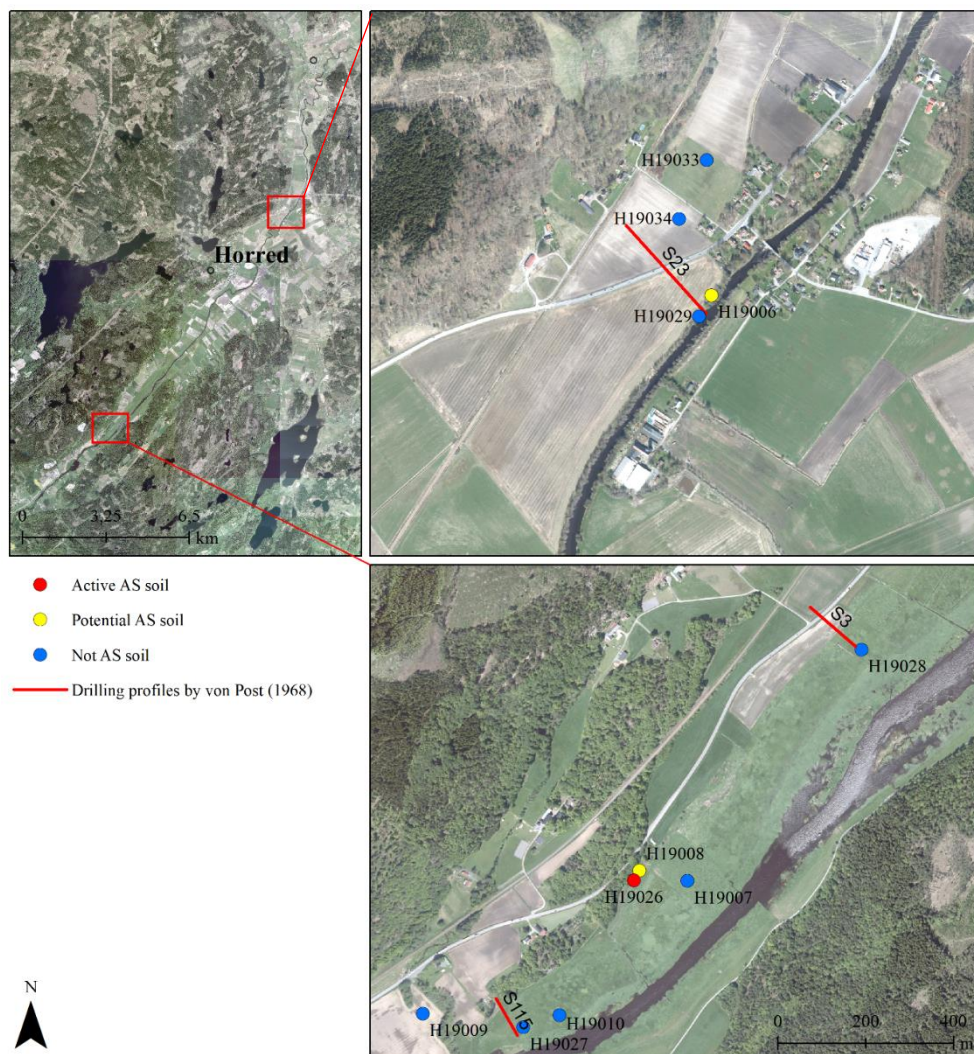 Horred
0 3,25 6,5
km
H19033
H19034
S23
H19006
H19029
Active AS soil
Potential AS soil
Not AS soil
Drilling profiles by von Post (1968)
S3
H19028
H19008
H19026
H19007
S115
H19009
H19010
H19027
0 200 400
m
N